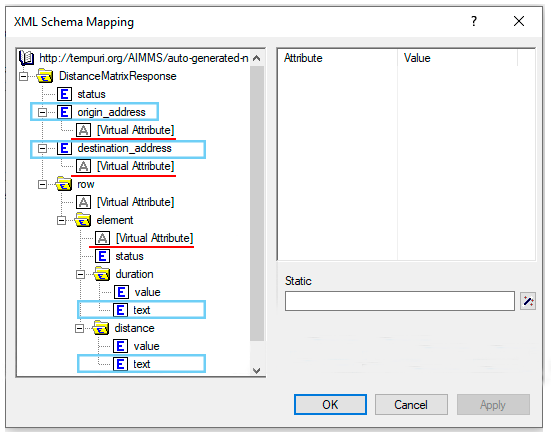 XML Schema Mapping
?
http://tempuri.org/AIMMS/auto-generated-n
DistanceMatrixResponse
E status
E origin_address
A [Virtual Attribute]
E destination_address
A [Virtual Attribute]
row
A [Virtual Attribute]
element
A [Virtual Attribute]
E status
duration
E value
E text
distance
E value
E text
Attribute Value
Static
OK Cancel Apply